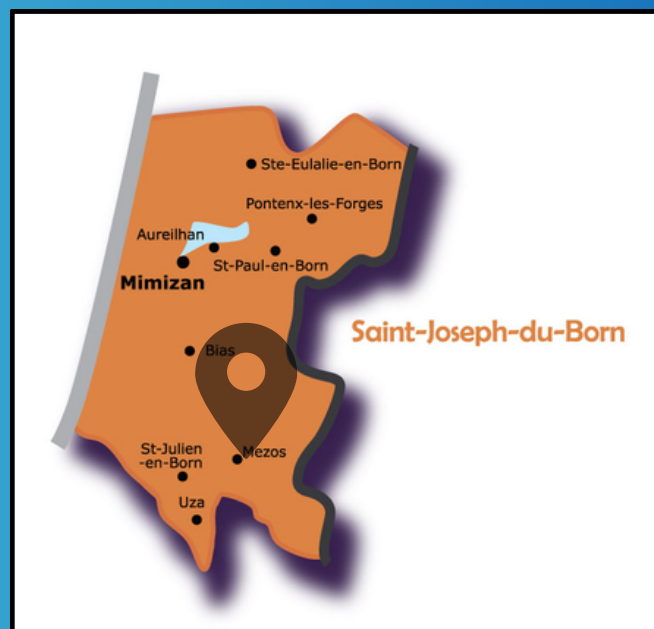 Ste-Eulalie-en-Born
Pontenx-les-Forges
Aureilhan
St-Paul-en-Born
Mimizan
Saint-Joseph-du-Born
Bias
St-Julien
-en-Born
Mezos
Uza